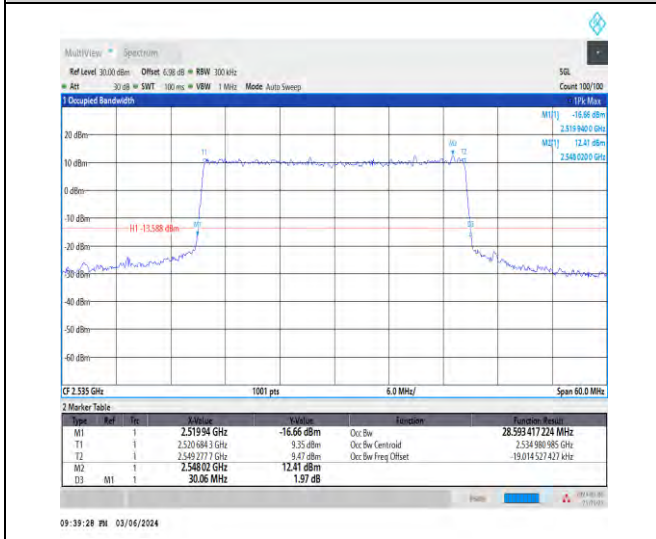 MultiView Spectrum
Ref Level 30.00 dBm Offset 6.98 dB RBW 300 kHz SGL
Att 30 dB SWT 100 ms VBW 1 MHz Mode Auto Sweep Count 100/100
1 Occupied Bandwidth 1Pk Max
M1[1] -16.66 dBm
2.519 940 0 GHz
M2[1] 12.41 dBm
2.548 020 0 GHz
20 dBm
10 dBm
0 dBm
-10 dBm
-20 dBm
-30 dBm
-40 dBm
-50 dBm
-60 dBm
T1
M2
T2
M1
D3
H1 -13.588 dBm
CF 2.535 GHz 1001 pts 6.0 MHz/ Span 60.0 MHz
2 Marker Table
Type Ref Trc X-Value Y-Value Function Function Result
M1 1 2.51994 GHz -16.66 dBm Occ Bw 28.593 417 224 MHz
T1 1 2.520 684 3 GHz 9.35 dBm Occ Bw Centroid 2.534 980 985 GHz
T2 1 2.549 277 7 GHz 9.47 dBm Occ Bw Freq Offset -19.014 527 427 kHz
M2 1 2.54802 GHz 12.41 dBm
D3 M1 1 30.06 MHz 1.97 dB
09:39:28 PM 03/06/2024